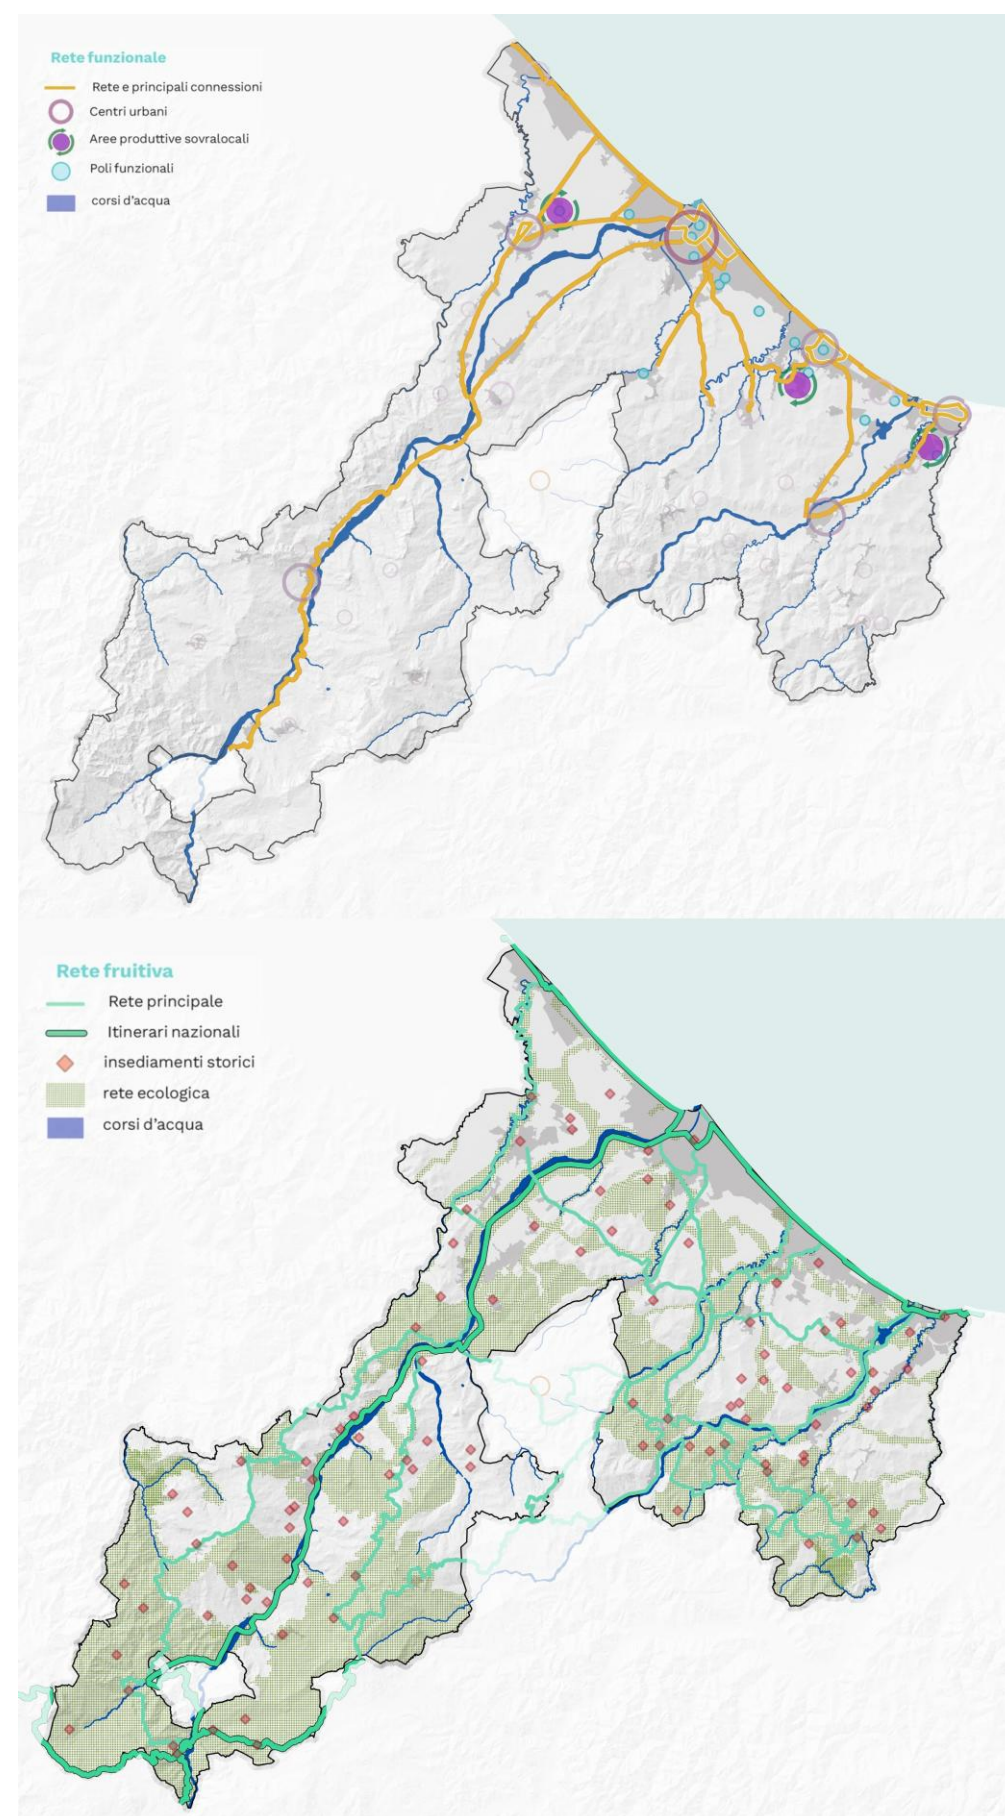 Rete funzionale
Rete e principali connessioni
Centri urbani
Aree produttive sovralocali
Poli funzionali
corsi d'acqua
Rete fruitiva
Rete principale
Itinerari nazionali
insediamenti storici
rete ecologica
corsi d'acqua